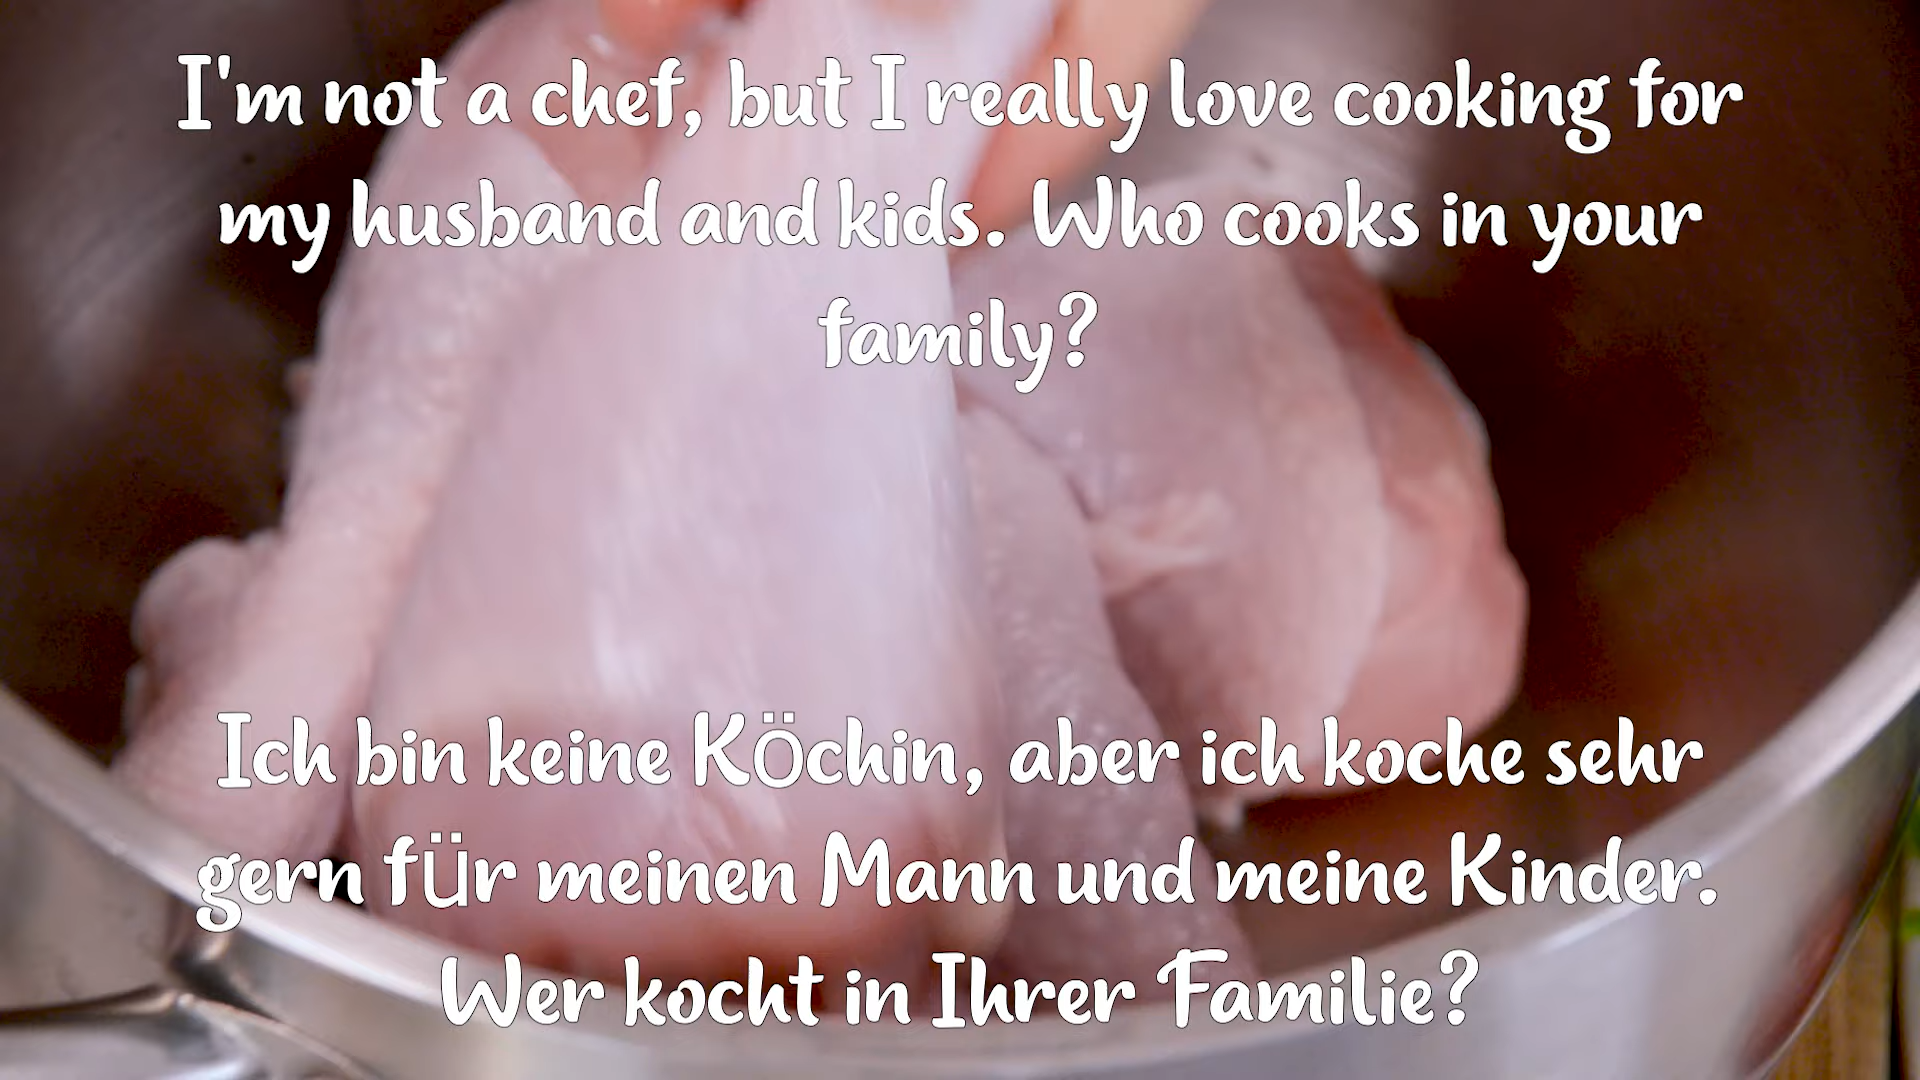 I'm not a chef, but I really love cooking for
my husband and kids. Who cooks in your
family?
Ich bin keine Köchin, aber ich koche sehr
gern für meinen Mann und meine Kinder.
Wer kocht in Ihrer Familie?